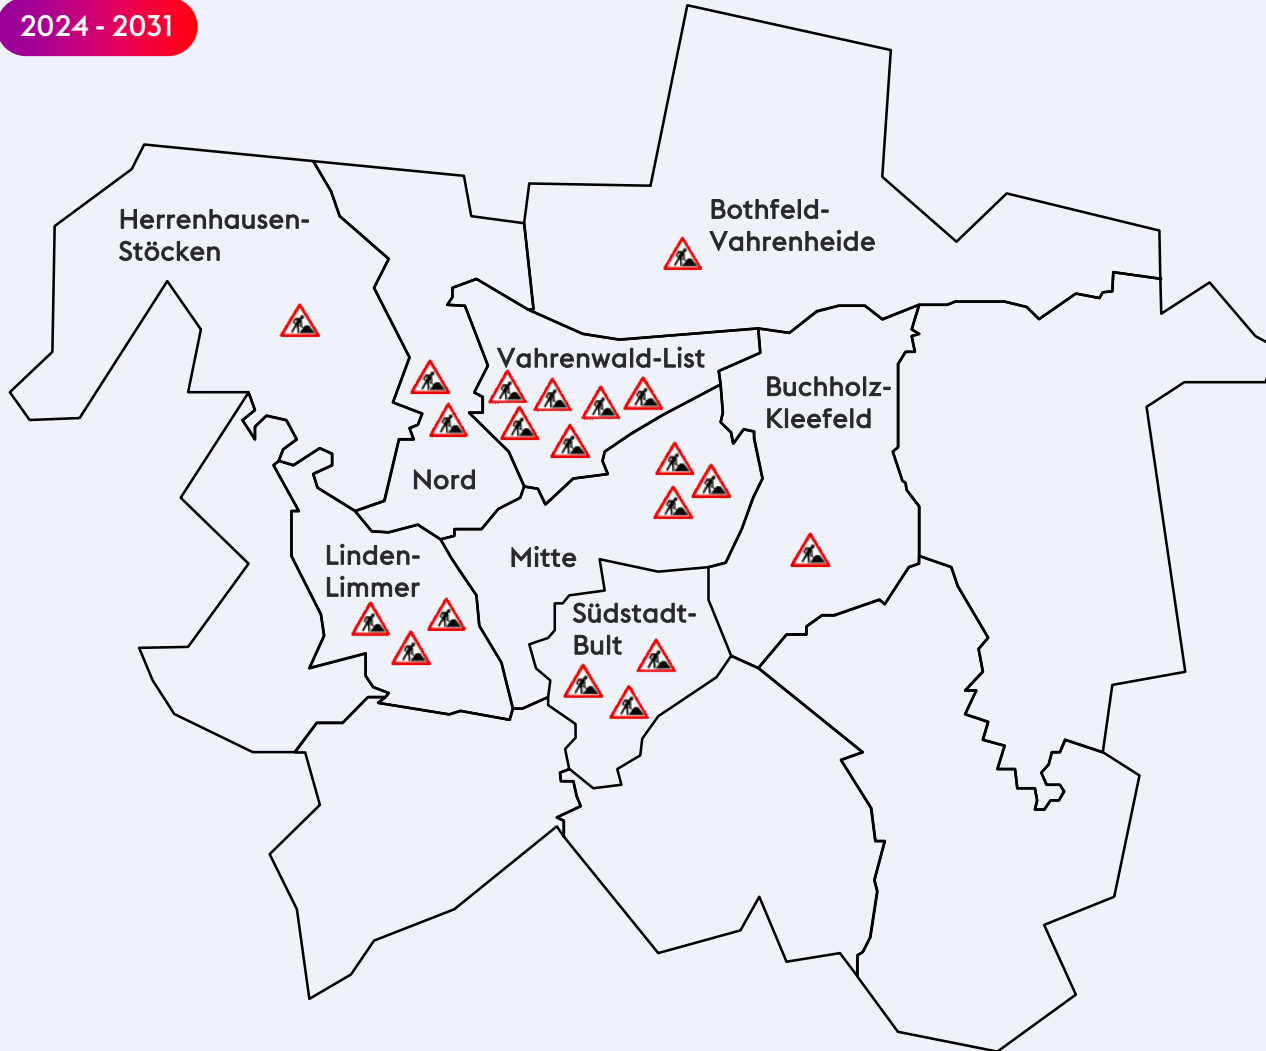 2024 - 2031
Herrenhausen-
Stöcken
Bothfeld-
Vahrenheide
Vahrenwald-List
Buchholz-
Kleefeld
Nord
Linden-
Limmer
Mitte
Südstadt-
Bult